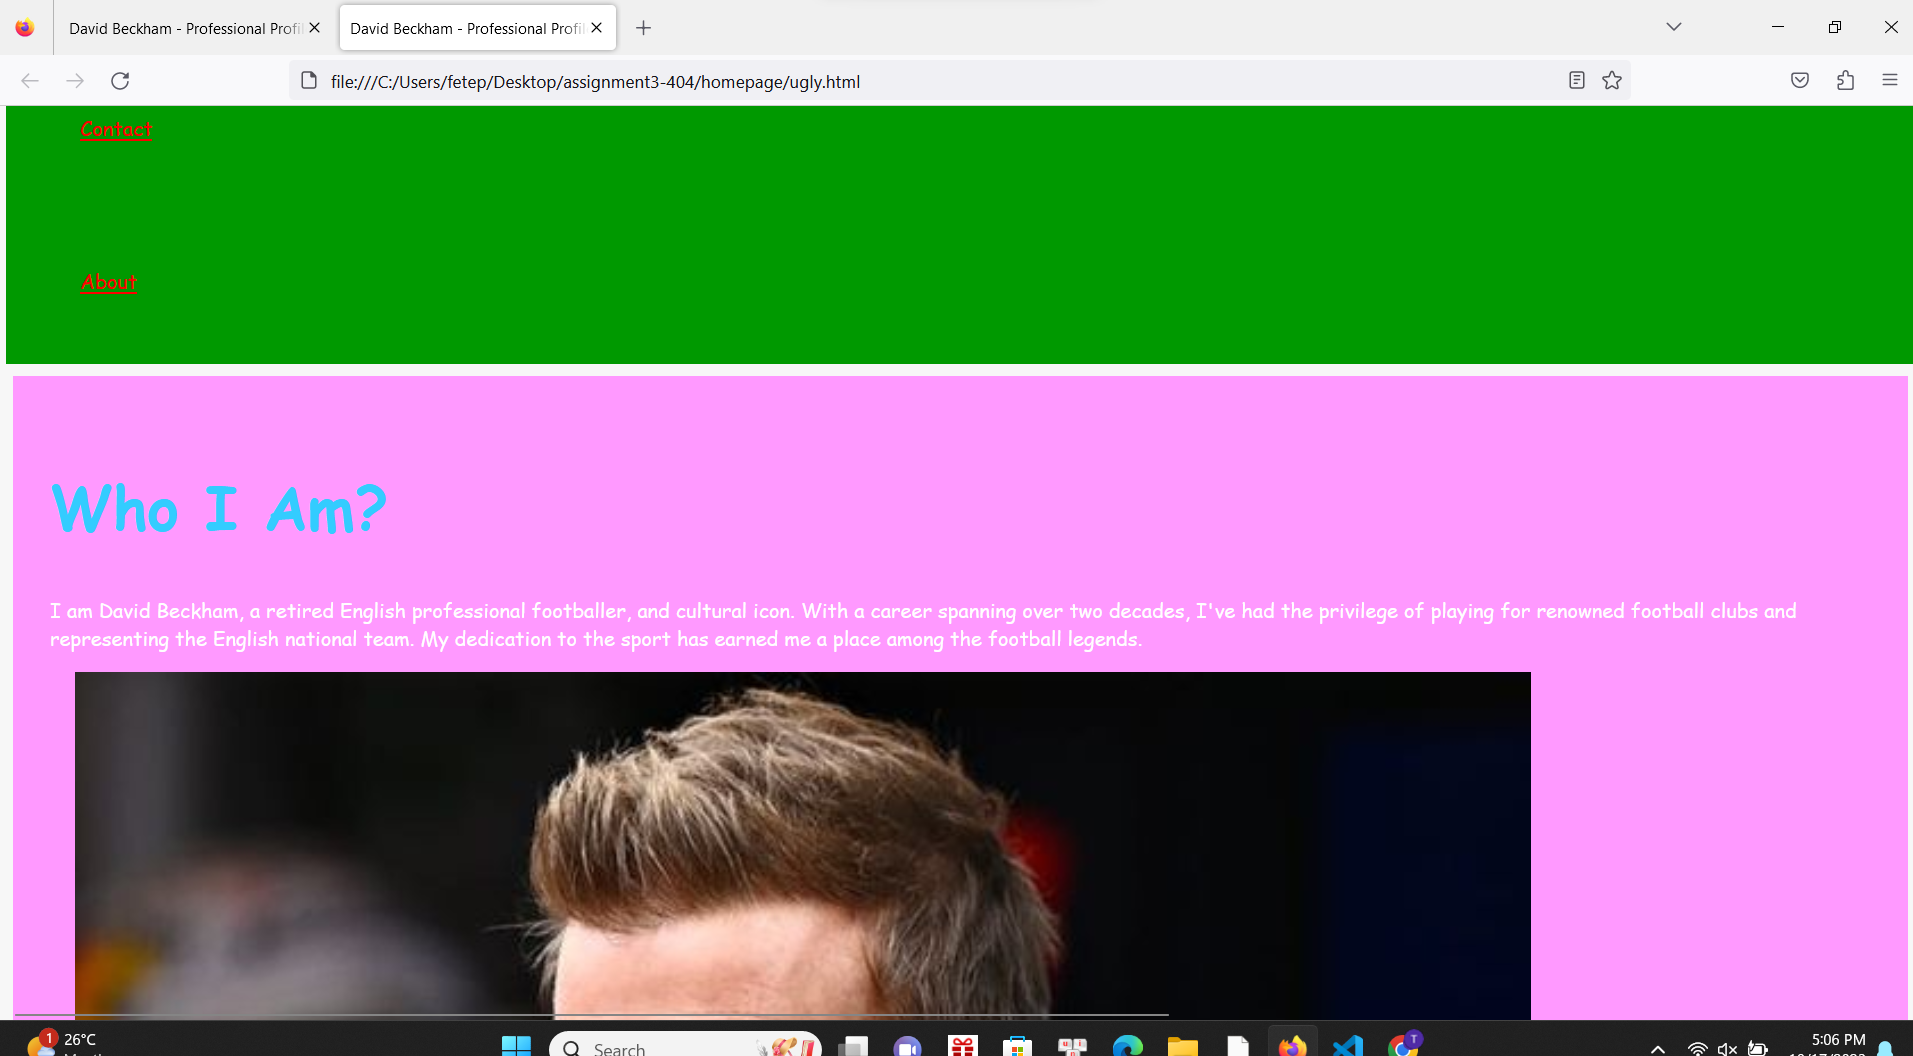 David Beckham - Professional Profil
David Beckham - Professional Profil
file:///C:/Users/fetep/Desktop/assignment3-404/homepage/ugly.html
Contact
About
Who I Am?
I am David Beckham, a retired English professional footballer, and cultural icon. With a career spanning over two decades, I've had the privilege of playing for renowned football clubs and
representing the English national team. My dedication to the sport has earned me a place among the football legends.
1
26°C
Search
T
5:06 PM